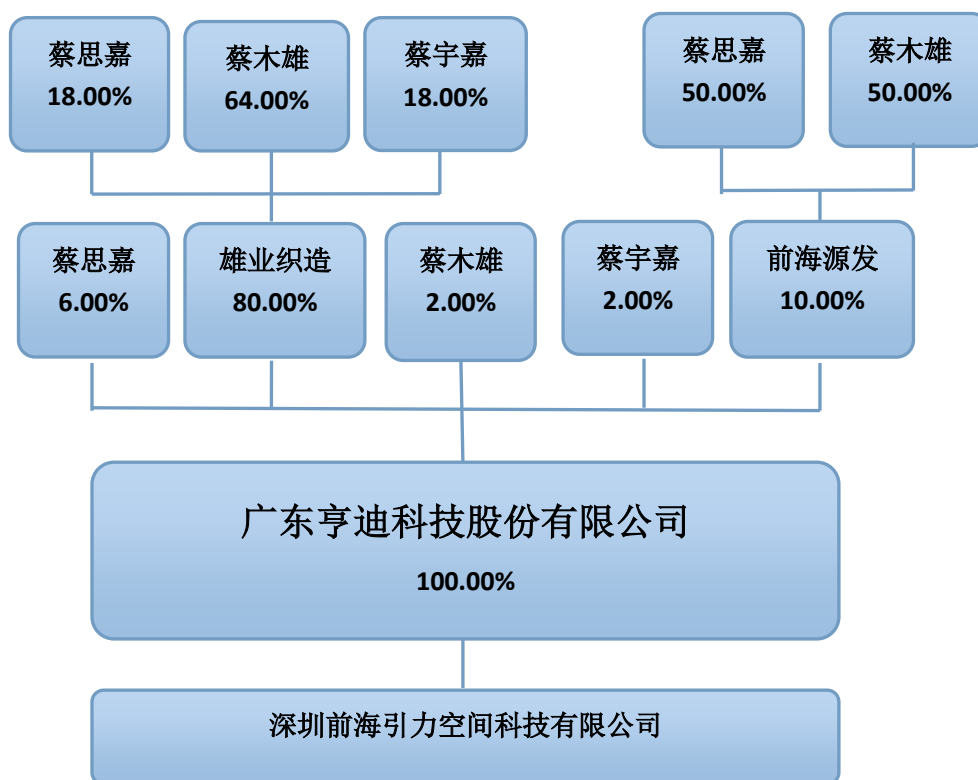 蔡思嘉
18.00%
蔡木雄
64.00%
蔡宇嘉
18.00%
蔡思嘉
50.00%
蔡木雄
50.00%
蔡思嘉
6.00%
雄业织造
80.00%
蔡木雄
2.00%
蔡宇嘉
2.00%
前海源发
10.00%
广东亨迪科技股份有限公司
100.00%
深圳前海引力空间科技有限公司